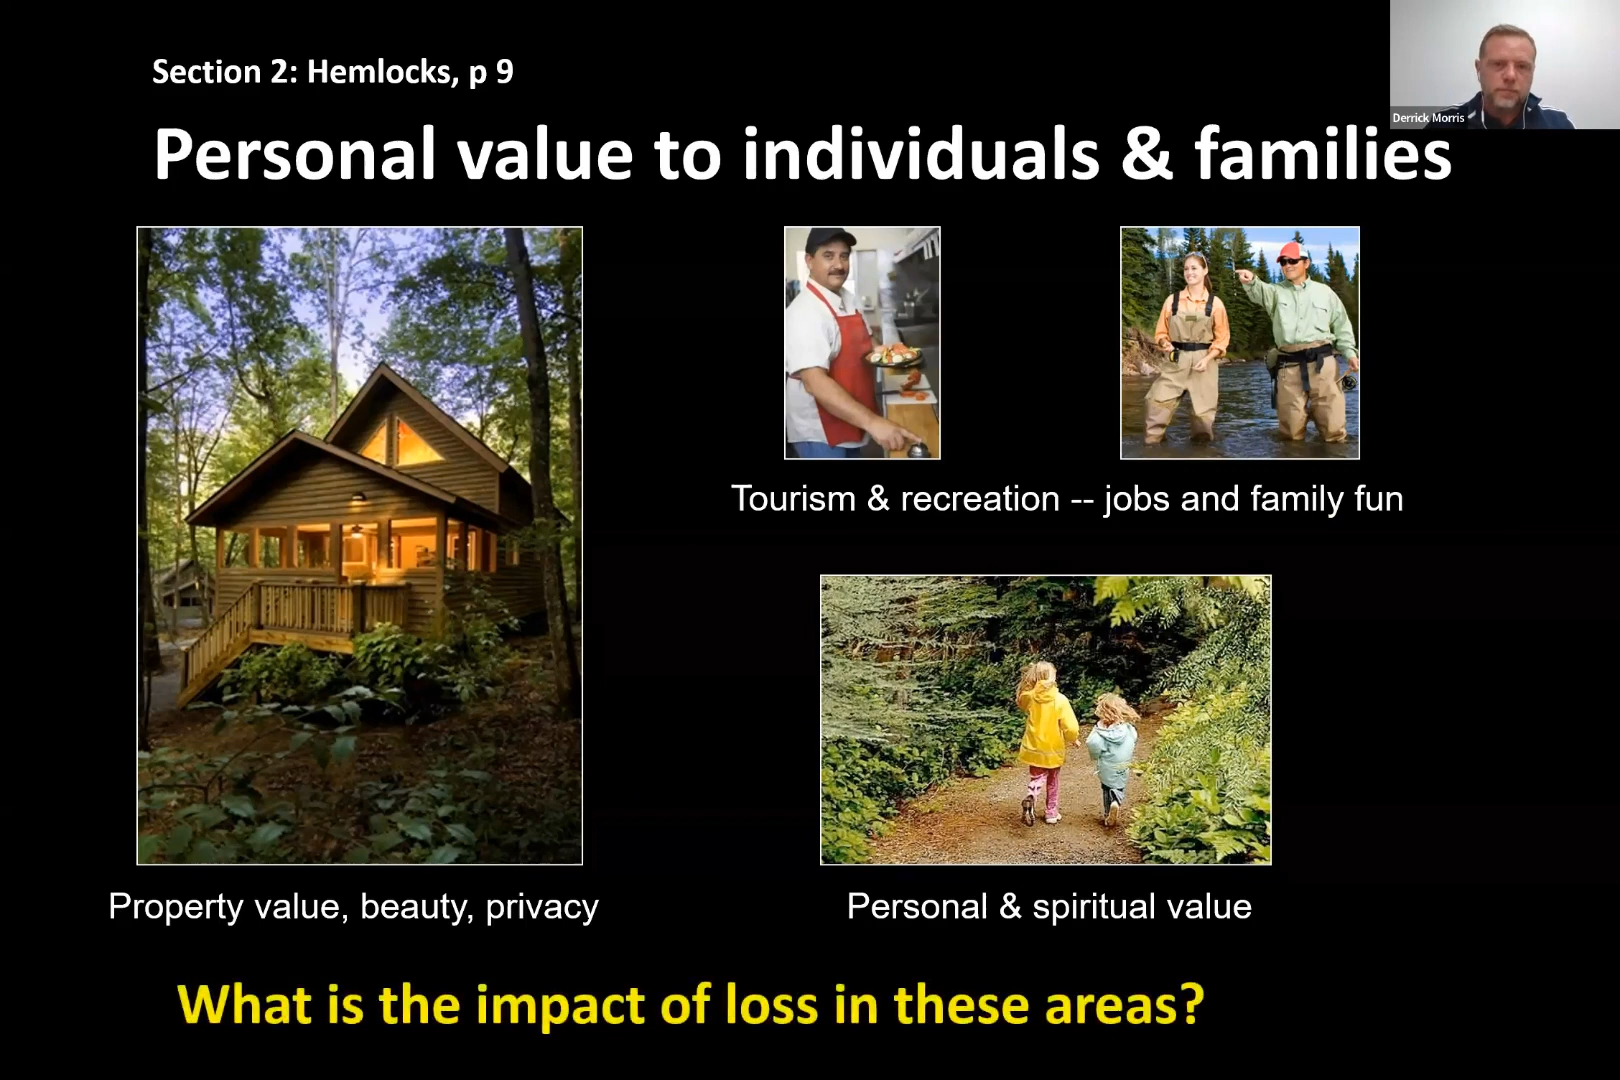 Section 2: Hemlocks, p 9
Derrick Morris
Personal value to individuals & families
Tourism & recreation -- jobs and family fun
Property value, beauty, privacy
Personal & spiritual value
What is the impact of loss in these areas?